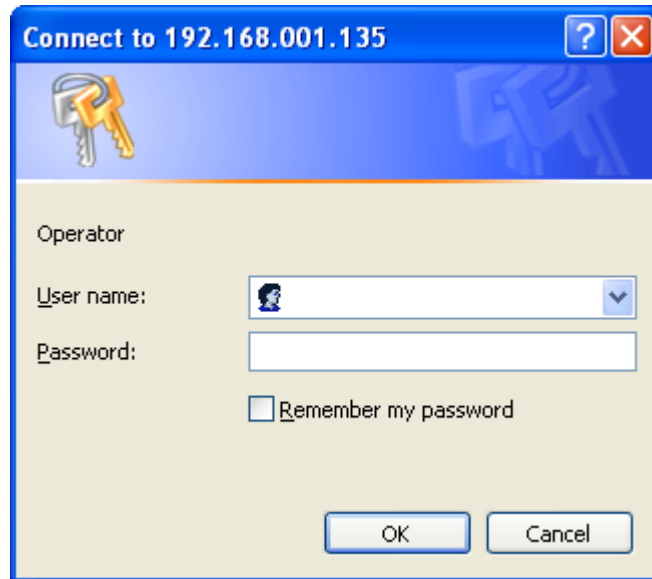 Connect to 192.168.001.135
Operator
User name:
Password:
Remember my password
OK Cancel